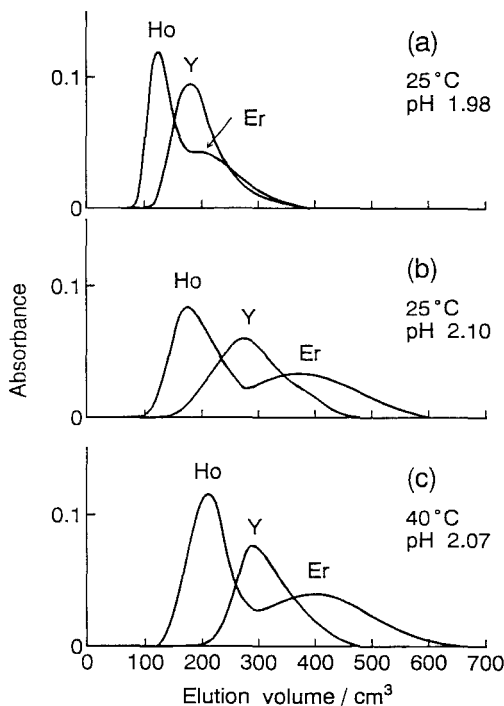 Ho
Y
Er
(a)
25°C
pH 1.98
0.1
0
Ho
Y
Er
(b)
25°C
pH 2.10
0.1
0
Absorbance
Ho
Y
Er
(c)
40°C
pH 2.07
0.1
0
0 100 200 300 400 500 600 700
Elution volume / cm³